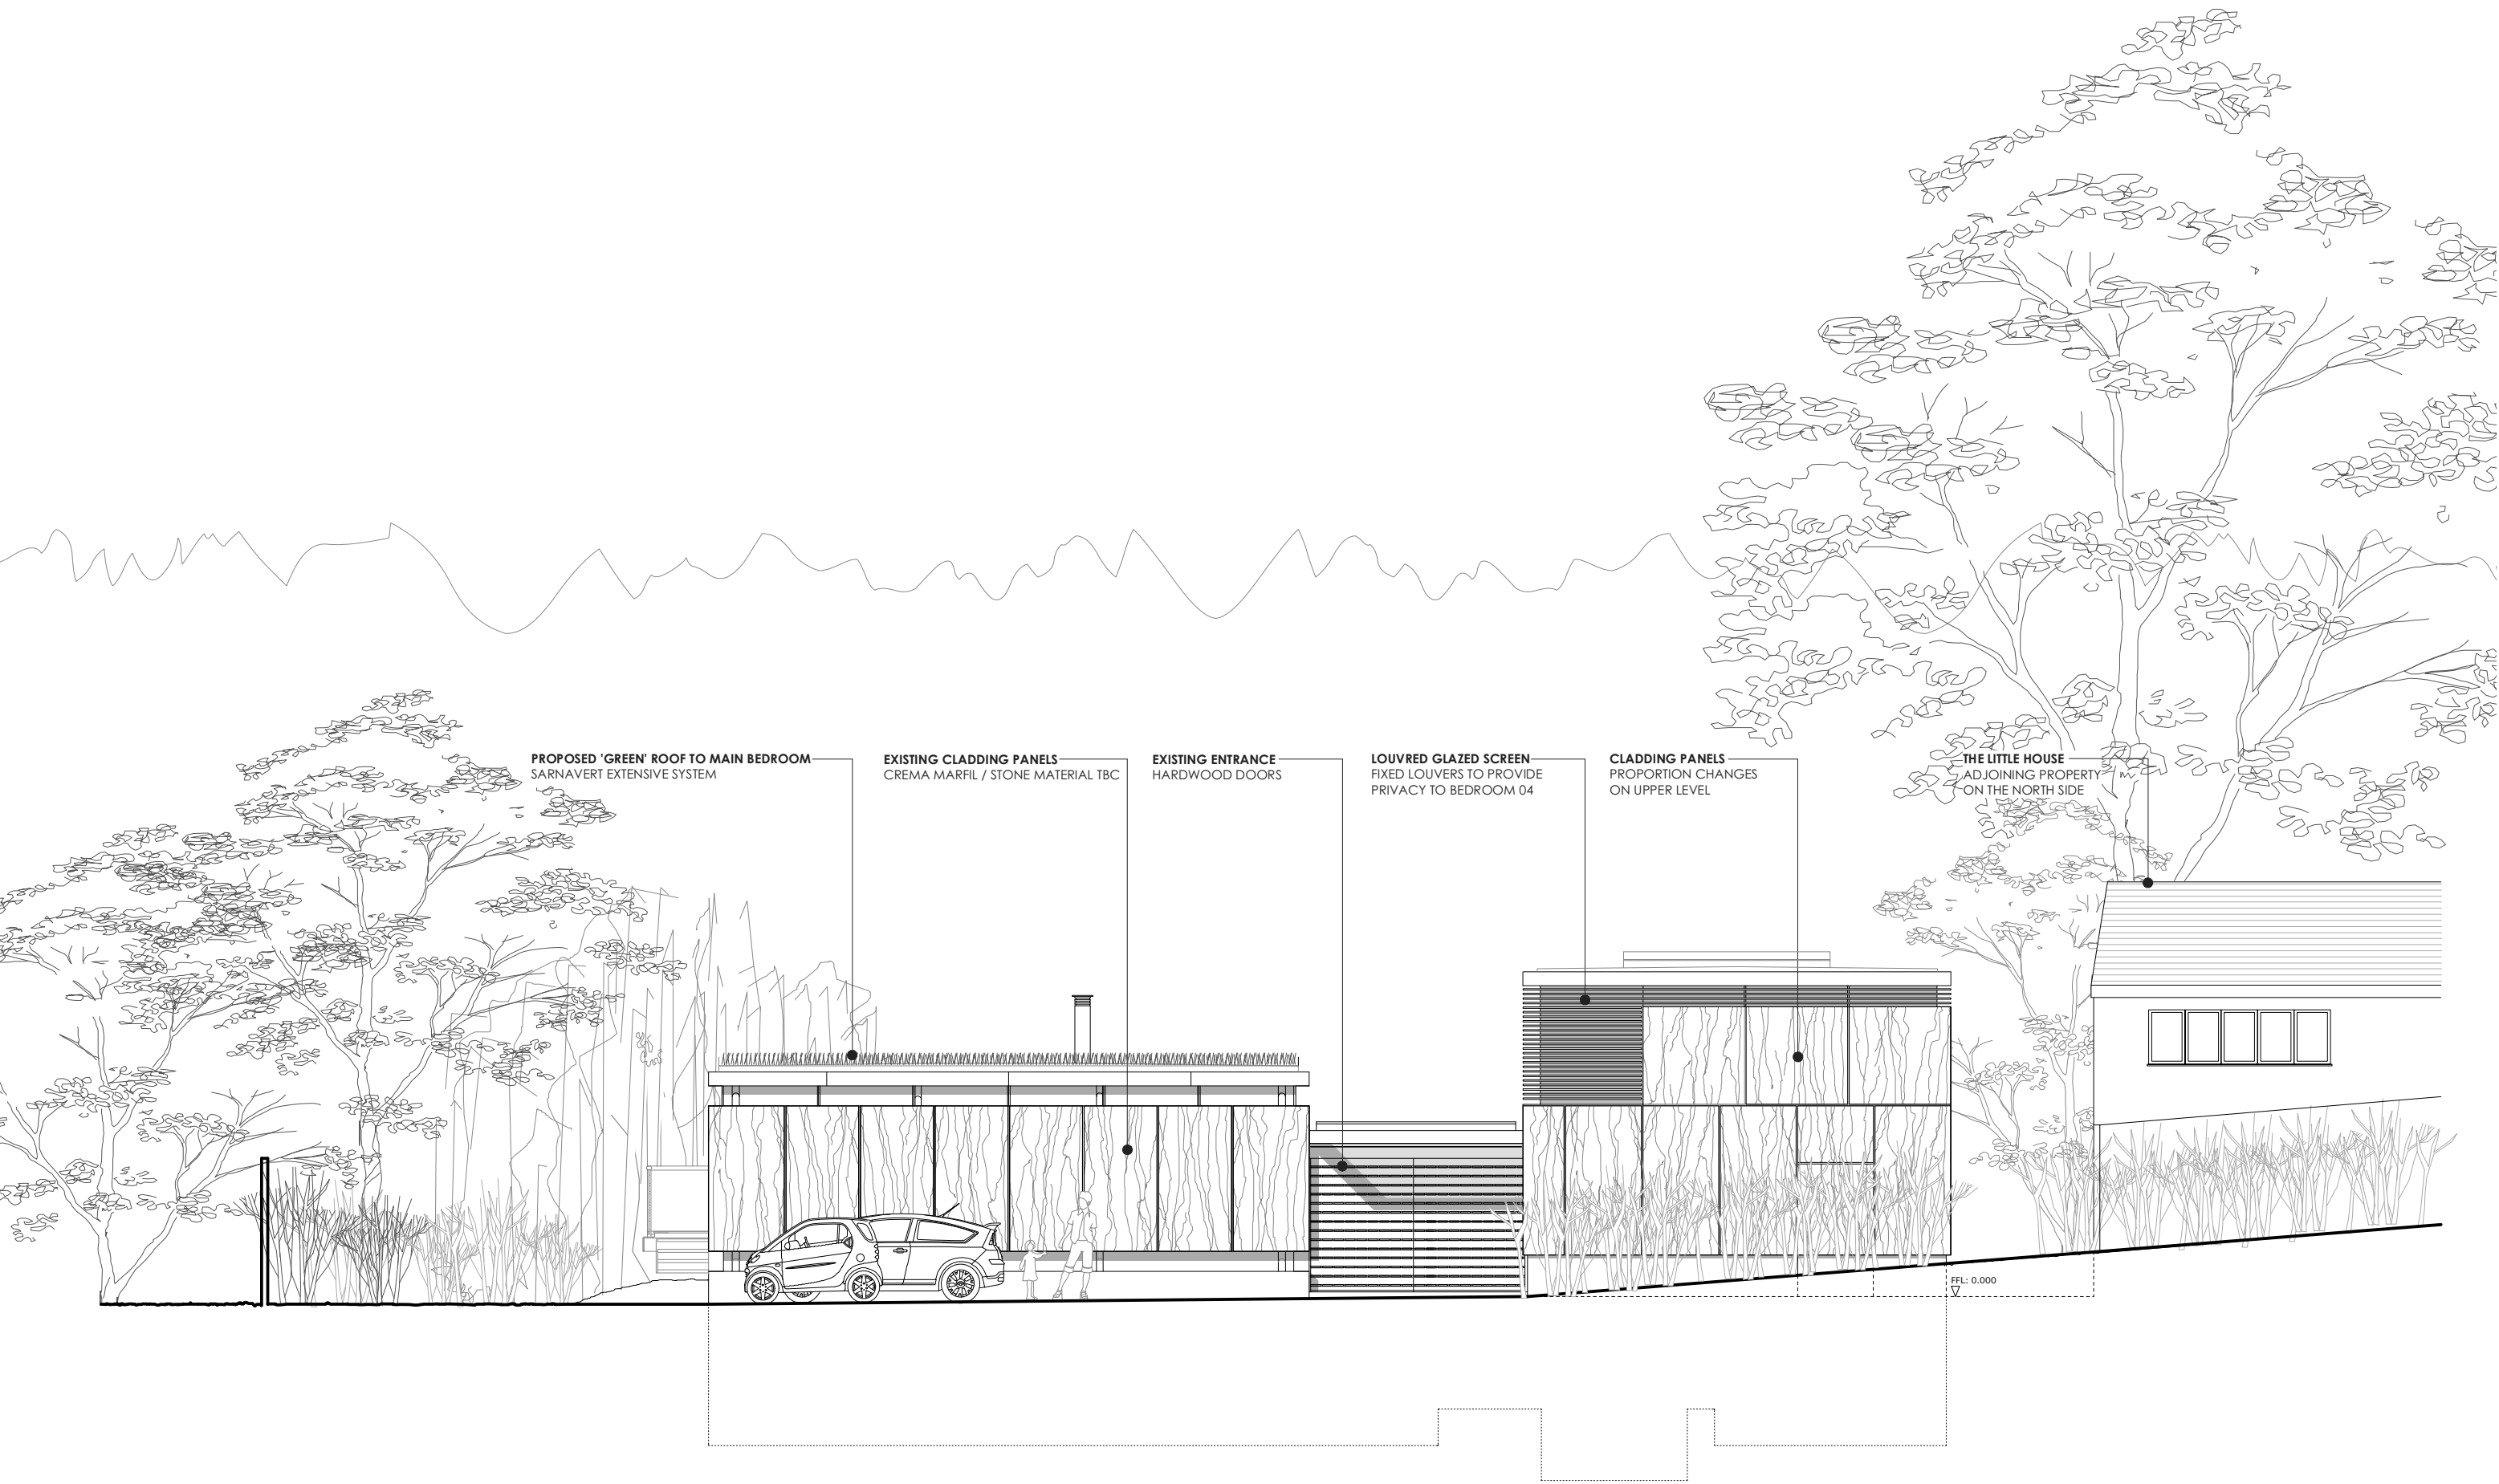 PROPOSED 'GREEN' ROOF TO MAIN BEDROOM
SARNAVERT EXTENSIVE SYSTEM
EXISTING CLADDING PANELS
CREMA MARFIL / STONE MATERIAL TBC
EXISTING ENTRANCE
HARDWOOD DOORS
LOUVRED GLAZED SCREEN
FIXED LOUVERS TO PROVIDE
PRIVACY TO BEDROOM 04
CLADDING PANELS
PROPORTION CHANGES
ON UPPER LEVEL
THE LITTLE HOUSE
ADJOINING PROPERTY
ON THE NORTH SIDE
FFL: 0.000